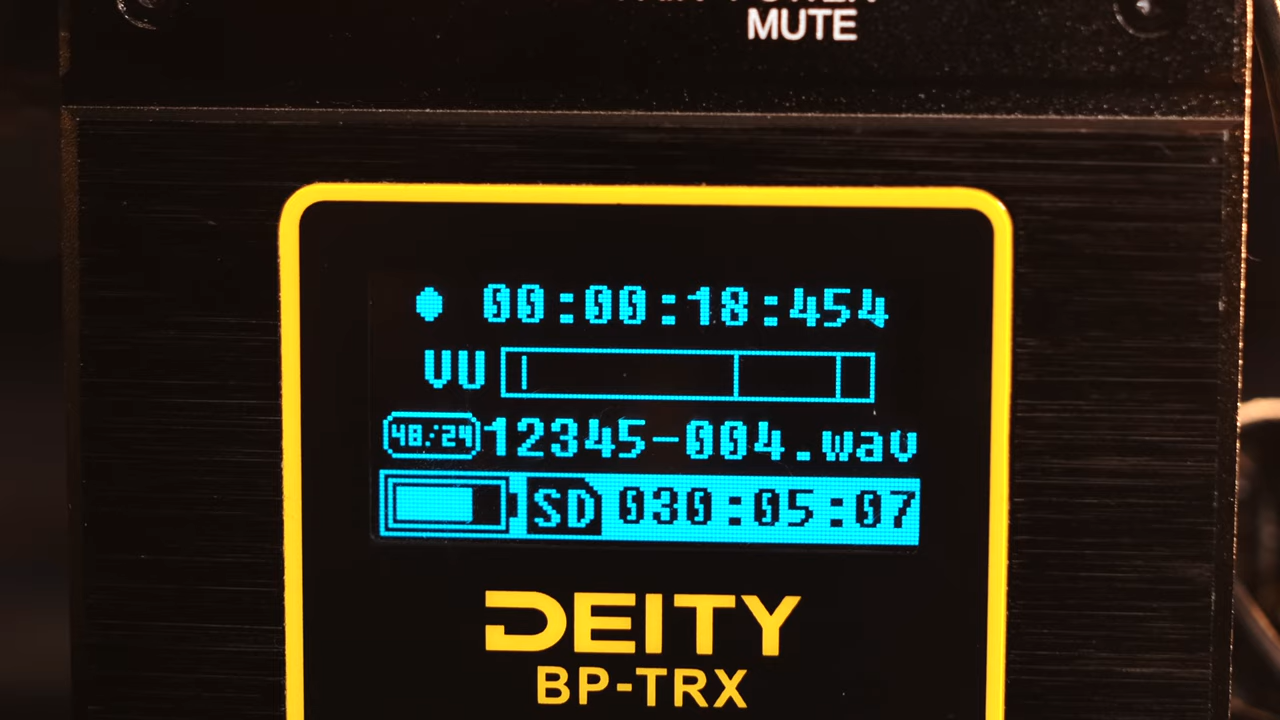 MUTE
00:00:18:454
VU
48/24 12345-004.wav
SD 030:05:07
DEITY
BP-TRX